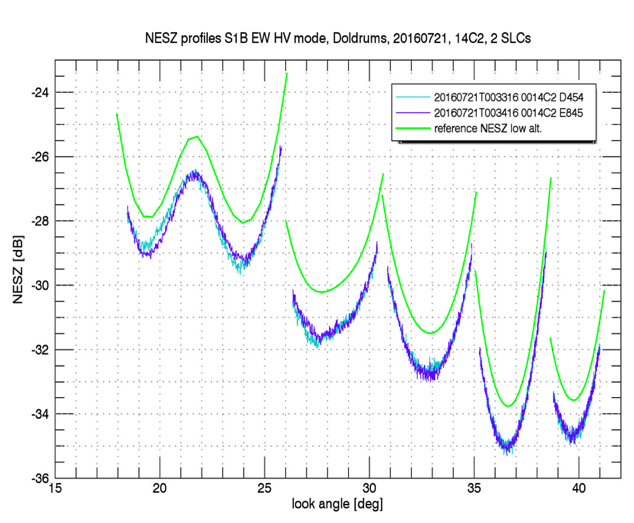 NESZ profiles S1B EW HV mode, Doldrums, 20160721, 14C2, 2 SLCs
20160721T003316 0014C2 D454
20160721T003416 0014C2 E845
reference NESZ low alt.
NESZ [dB]
-24
-26
-28
-30
-32
-34
-36
15 20 25 30 35 40
look angle [deg]